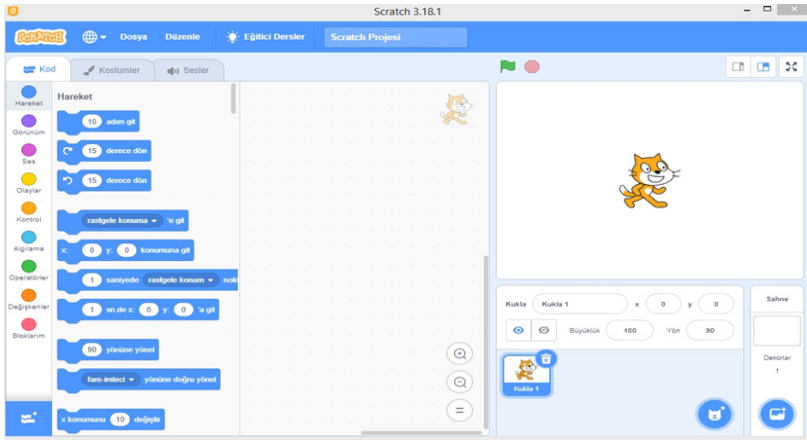 Scratch 3.18.1
SCRATCH Dosya Düzenle Eğitici Dersler Scratch Projesi
Kod Kostümler Sesler
Hareket
Görünüm
Ses
Olaylar
Kontrol
Algılama
Operatörler
Değişkenler
Bloklarım
Hareket
10 adım git
15 derece dön
15 derece dön
rastgele konuma 'e git
x: 0 y: 0 konumuna git
1 saniyede rastgele konum nokt
1 sn.de x: 0 y: 0 'a git
90 yönüne yönel
fare-imleci yönüne doğru yönel
x konumunu 10 değiştir
Kukla Kukla 1 x 0 y 0
Büyüklük 100 Yön 90
Kukla 1
Sahne
Dekorlar
1